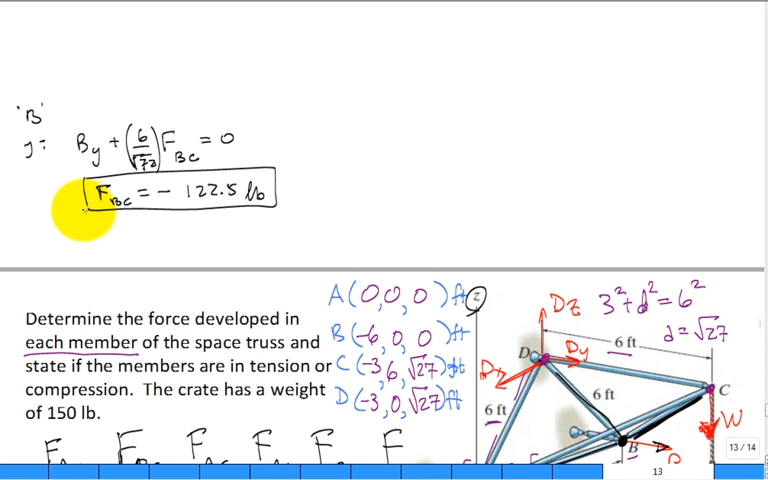 'B'
y: By + (6/√72) F_BC = 0
F_BC = - 122.5 lb
Determine the force developed in
each member of the space truss and
state if the members are in tension or
compression. The crate has a weight
of 150 lb.
A(0,0,0)ft
B(-6,0,0)ft
C(-3,6,√27)ft
D(-3,0,√27)ft
z
Dz
3²+d²=6²
d=√27
6 ft
Dy
D
Dx
6 ft
6 ft
C
W
B
F F F F F F
13 / 14
13